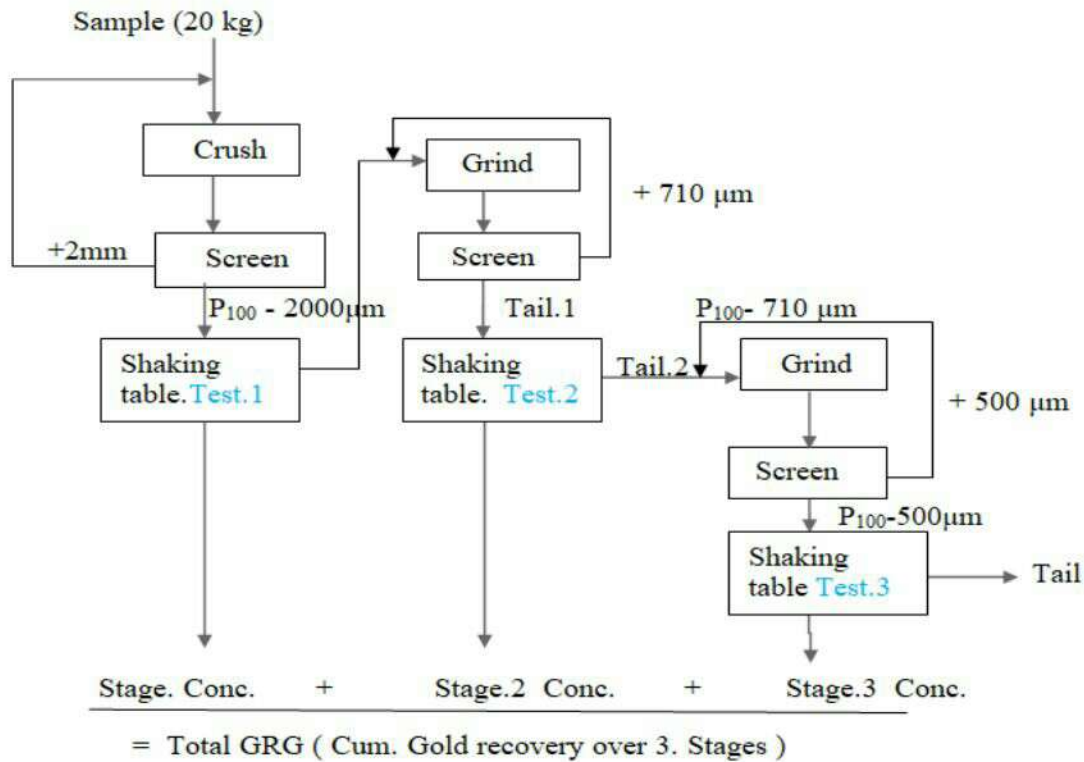 Sample (20 kg)
Crush
+2mm
Screen
P₁₀₀ - 2000μm
Shaking
table.Test.1
Grind
+ 710 μm
Screen
Tail.1
Shaking
table. Test.2
Tail.2
P₁₀₀- 710 μm
Grind
+ 500 μm
Screen
P₁₀₀-500μm
Shaking
table Test.3
Tail
Stage. Conc. + Stage.2 Conc. + Stage.3 Conc.
= Total GRG ( Cum. Gold recovery over 3. Stages )